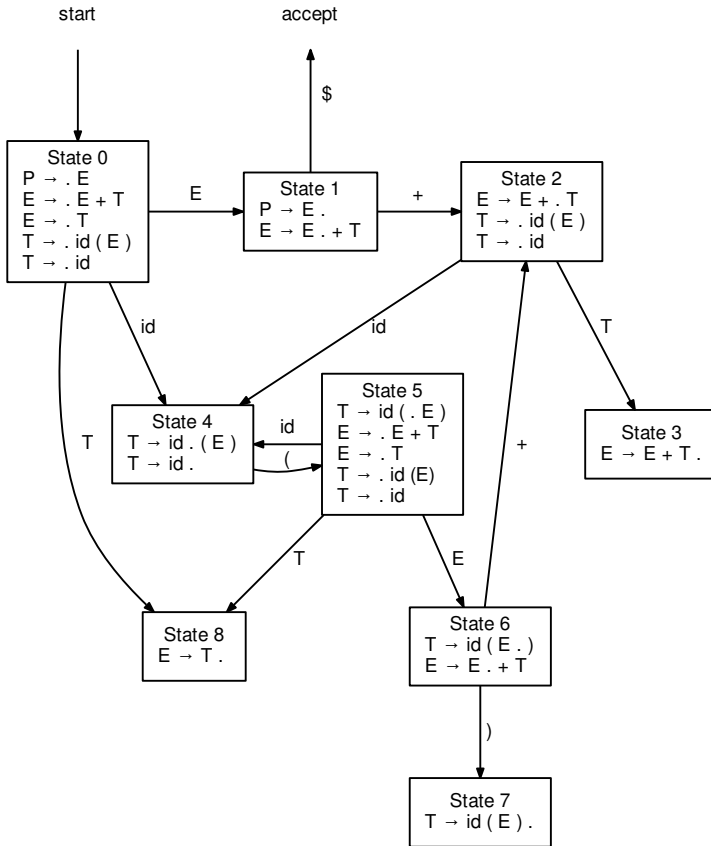 start
accept
$
State 0
P → . E
E → . E + T
E → . T
T → . id ( E )
T → . id
E
State 1
P → E .
E → E . + T
+
State 2
E → E + . T
T → . id ( E )
T → . id
id
id
T
T
State 4
T → id . ( E )
T → id .
id
(
State 5
T → id ( . E )
E → . E + T
E → . T
T → . id (E)
T → . id
+
State 3
E → E + T .
T
E
State 8
E → T .
State 6
T → id ( E . )
E → E . + T
)
State 7
T → id ( E ) .